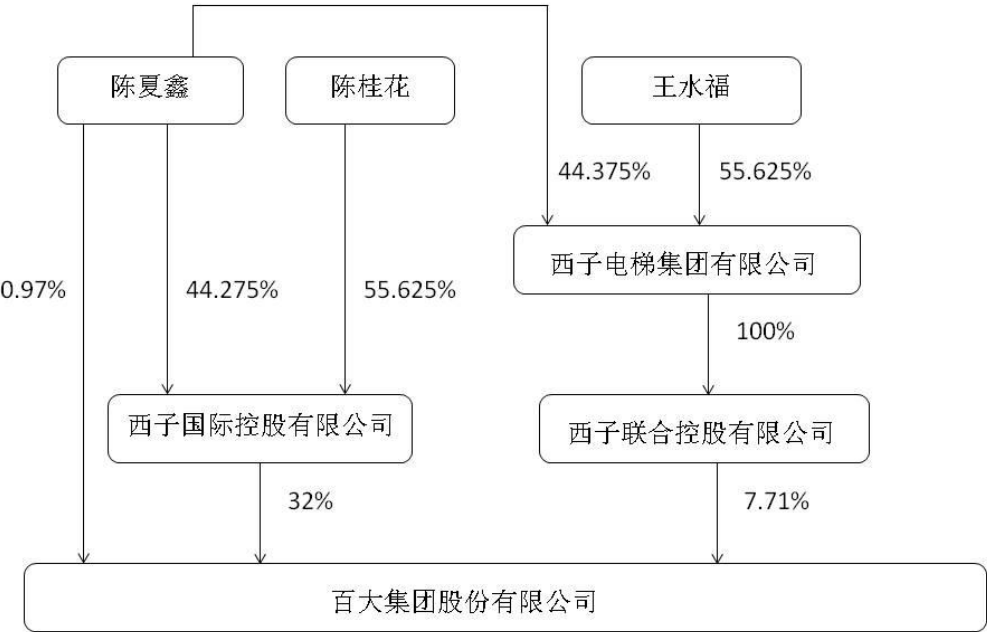 陈夏鑫
陈桂花
王水福
44.375%
55.625%
西子电梯集团有限公司
0.97%
44.275%
55.625%
100%
西子国际控股有限公司
西子联合控股有限公司
32%
7.71%
百大集团股份有限公司